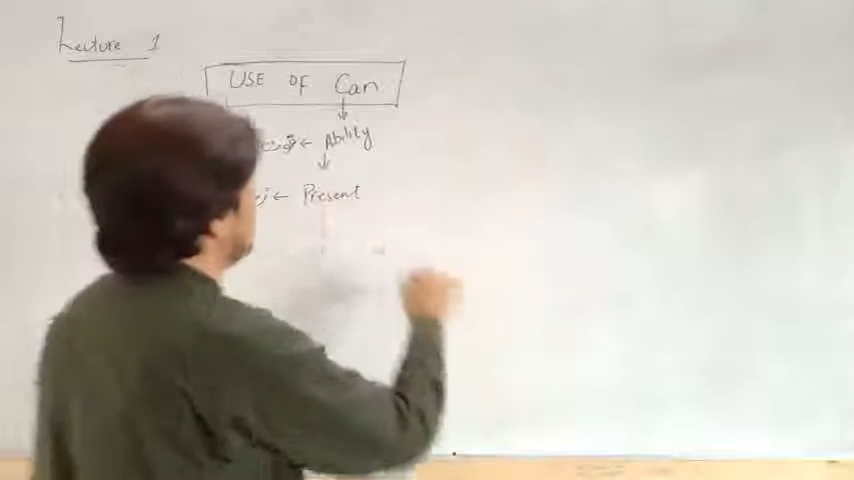 Lecture 1
USE OF Can
↓
← Ability
↓
← Present